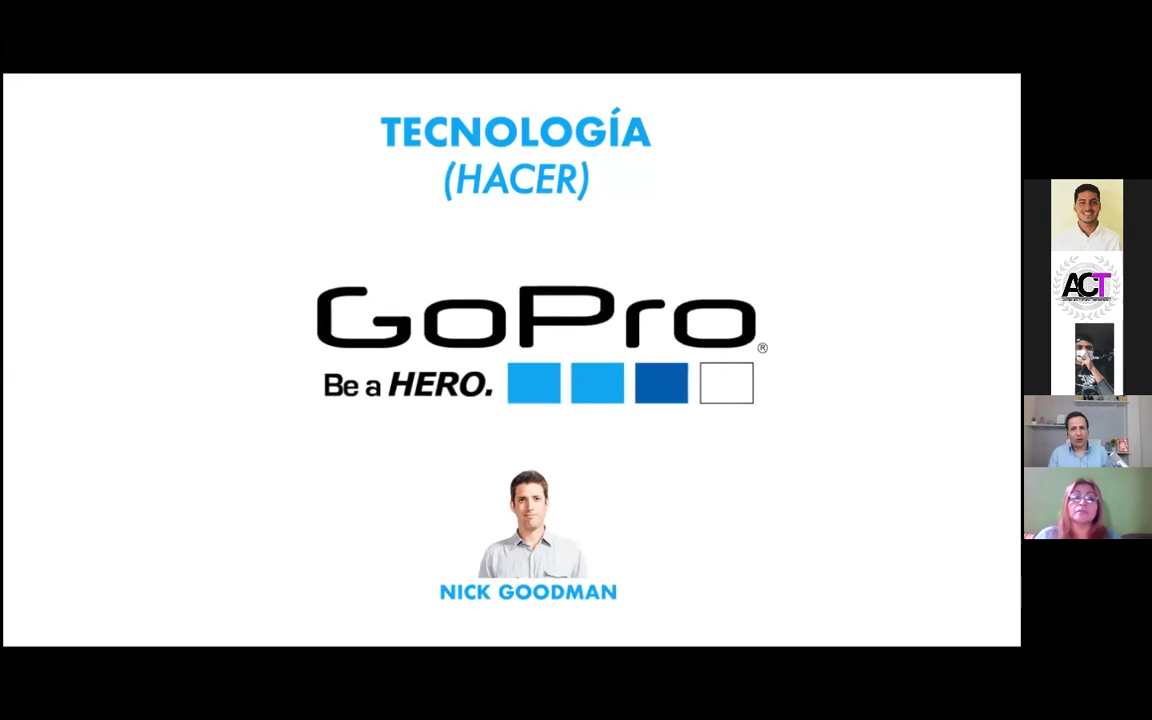 TECNOLOGÍA
(HACER)
GoPro®
Be a HERO.
NICK GOODMAN
ACT